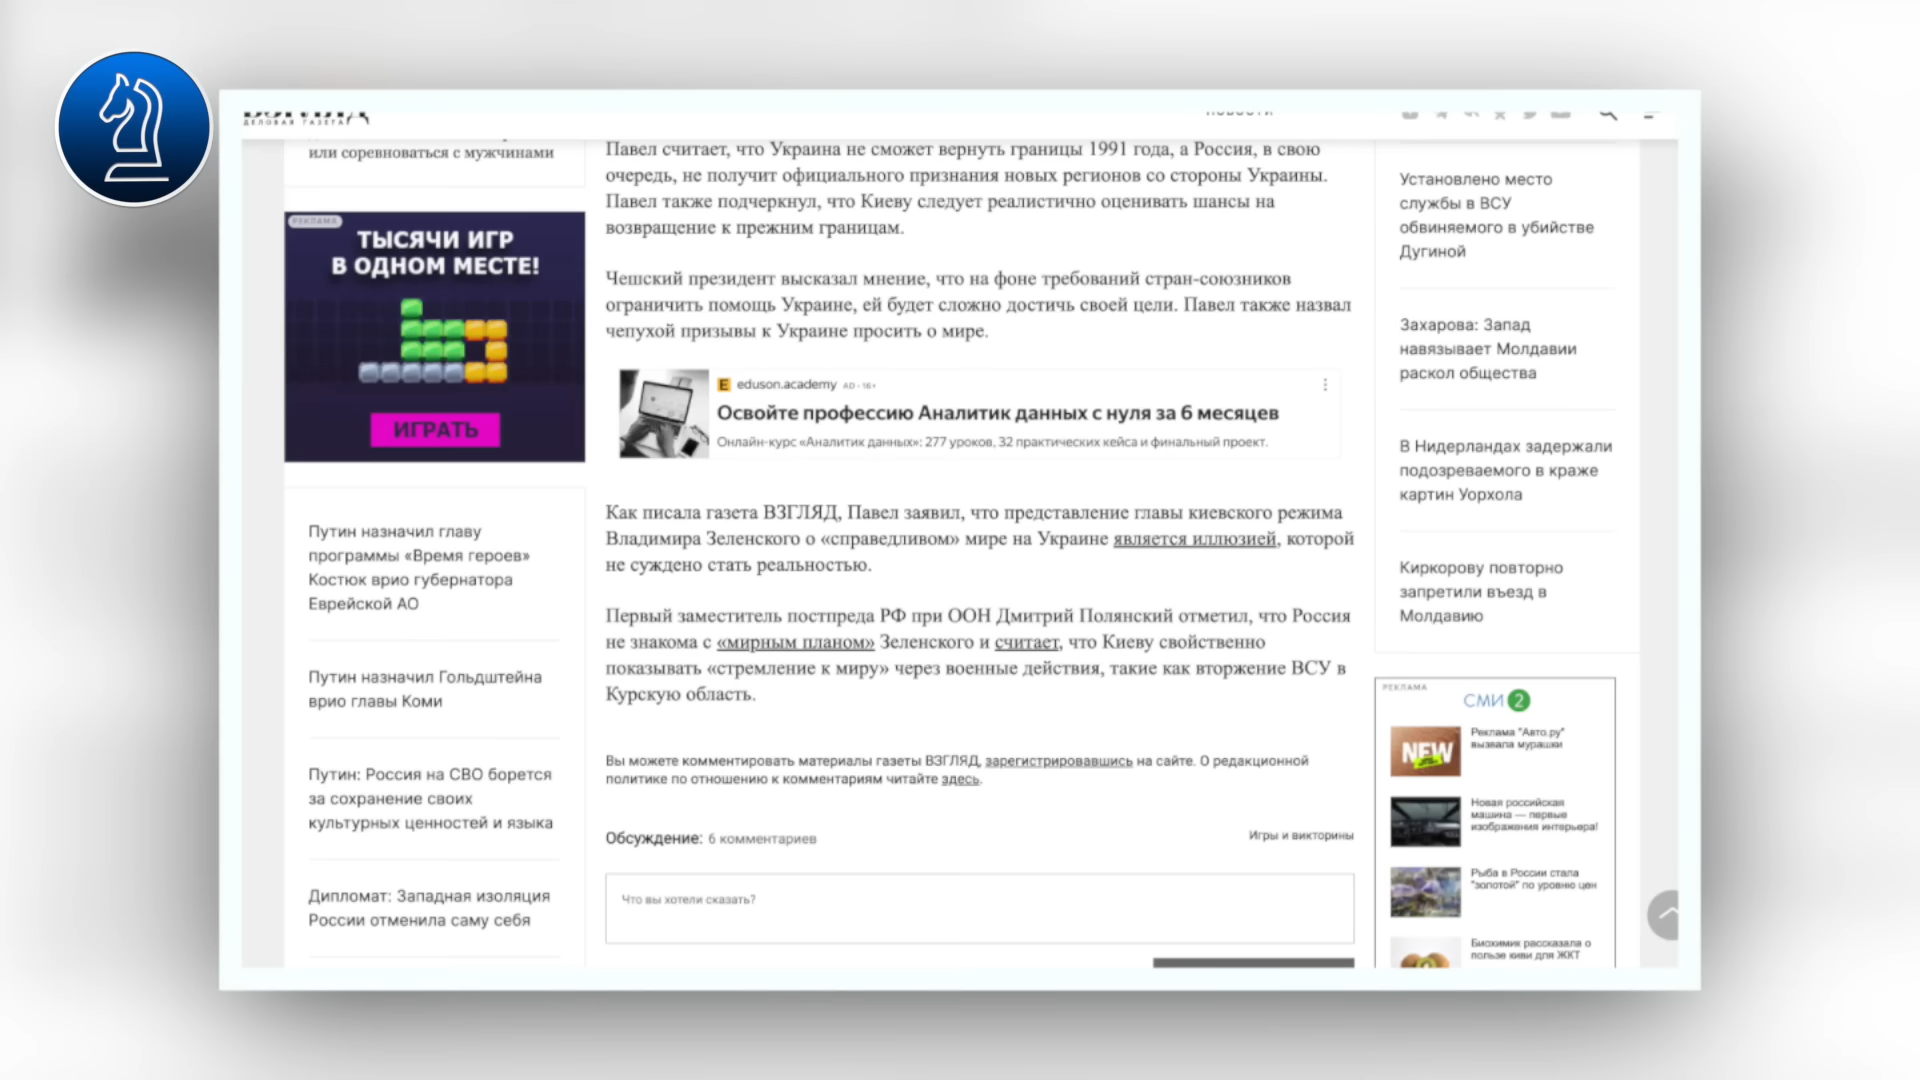 ВЗГЛЯД
ДЕЛОВАЯ ГАЗЕТА
НОВОСТИ
или соревноваться с мужчинами
РЕКЛАМА
ТЫСЯЧИ ИГР
В ОДНОМ МЕСТЕ!
ИГРАТЬ
Путин назначил главу
программы «Время героев»
Костюк врио губернатора
Еврейской АО
Путин назначил Гольдштейна
врио главы Коми
Путин: Россия на СВО борется
за сохранение своих
культурных ценностей и языка
Дипломат: Западная изоляция
России отменила саму себя
Павел считает, что Украина не сможет вернуть границы 1991 года, а Россия, в свою
очередь, не получит официального признания новых регионов со стороны Украины.
Павел также подчеркнул, что Киеву следует реалистично оценивать шансы на
возвращение к прежним границам.
Чешский президент высказал мнение, что на фоне требований стран-союзников
ограничить помощь Украине, ей будет сложно достичь своей цели. Павел также назвал
чепухой призывы к Украине просить о мире.
eduson.academy AD · 16+
Освойте профессию Аналитик данных с нуля за 6 месяцев
Онлайн-курс «Аналитик данных»: 277 уроков, 32 практических кейса и финальный проект.
Как писала газета ВЗГЛЯД, Павел заявил, что представление главы киевского режима
Владимира Зеленского о «справедливом» мире на Украине является иллюзией, которой
не суждено стать реальностью.
Первый заместитель постпреда РФ при ООН Дмитрий Полянский отметил, что Россия
не знакома с «мирным планом» Зеленского и считает, что Киеву свойственно
показывать «стремление к миру» через военные действия, такие как вторжение ВСУ в
Курскую область.
Вы можете комментировать материалы газеты ВЗГЛЯД, зарегистрировавшись на сайте. О редакционной
политике по отношению к комментариям читайте здесь.
Обсуждение: 6 комментариев
Игры и викторины
Что вы хотели сказать?
Установлено место
службы в ВСУ
обвиняемого в убийстве
Дугиной
Захарова: Запад
навязывает Молдавии
раскол общества
В Нидерландах задержали
подозреваемого в краже
картин Уорхола
Киркорову повторно
запретили въезд в
Молдавию
РЕКЛАМА
СМИ 2
NEW
Реклама "Авто.ру"
вызвала мурашки
Новая российская
машина — первые
изображения интерьера!
Рыба в России стала
"золотой" по уровню цен
Биохимик рассказала о
пользе киви для ЖКТ